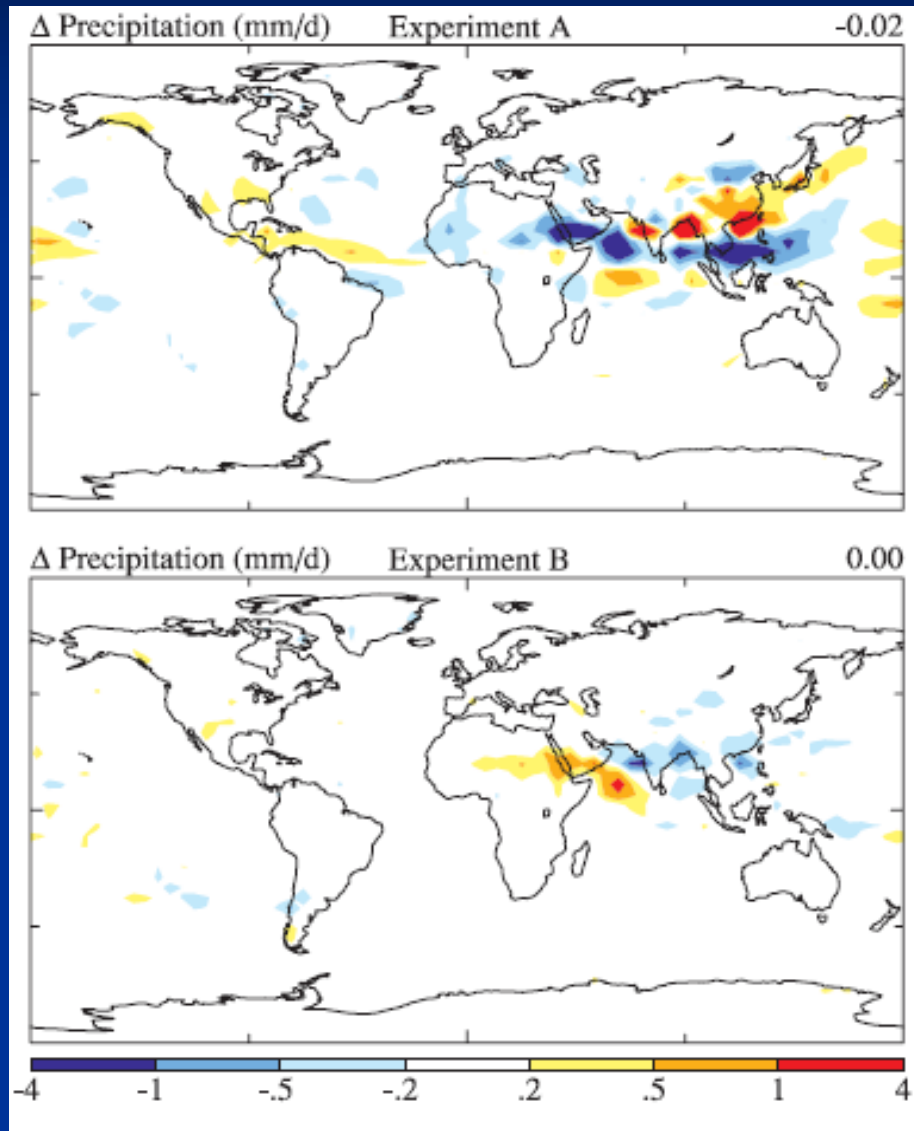 Δ Precipitation (mm/d) Experiment A -0.02
Δ Precipitation (mm/d) Experiment B 0.00
-4 -1 -.5 -.2 .2 .5 1 4